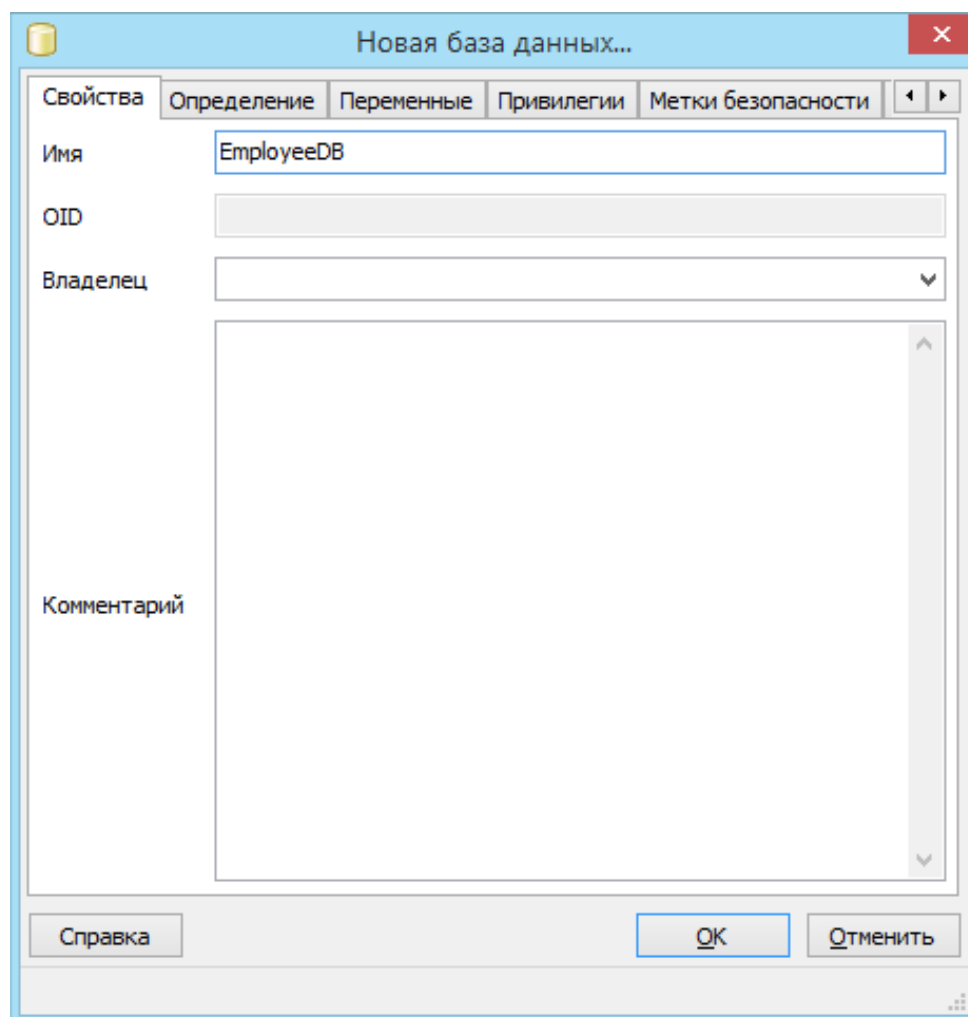 Новая база данных...
Свойства Определение Переменные Привилегии Метки безопасности
Имя EmployeeDB
OID
Владелец
Комментарий
Справка OK Отменить